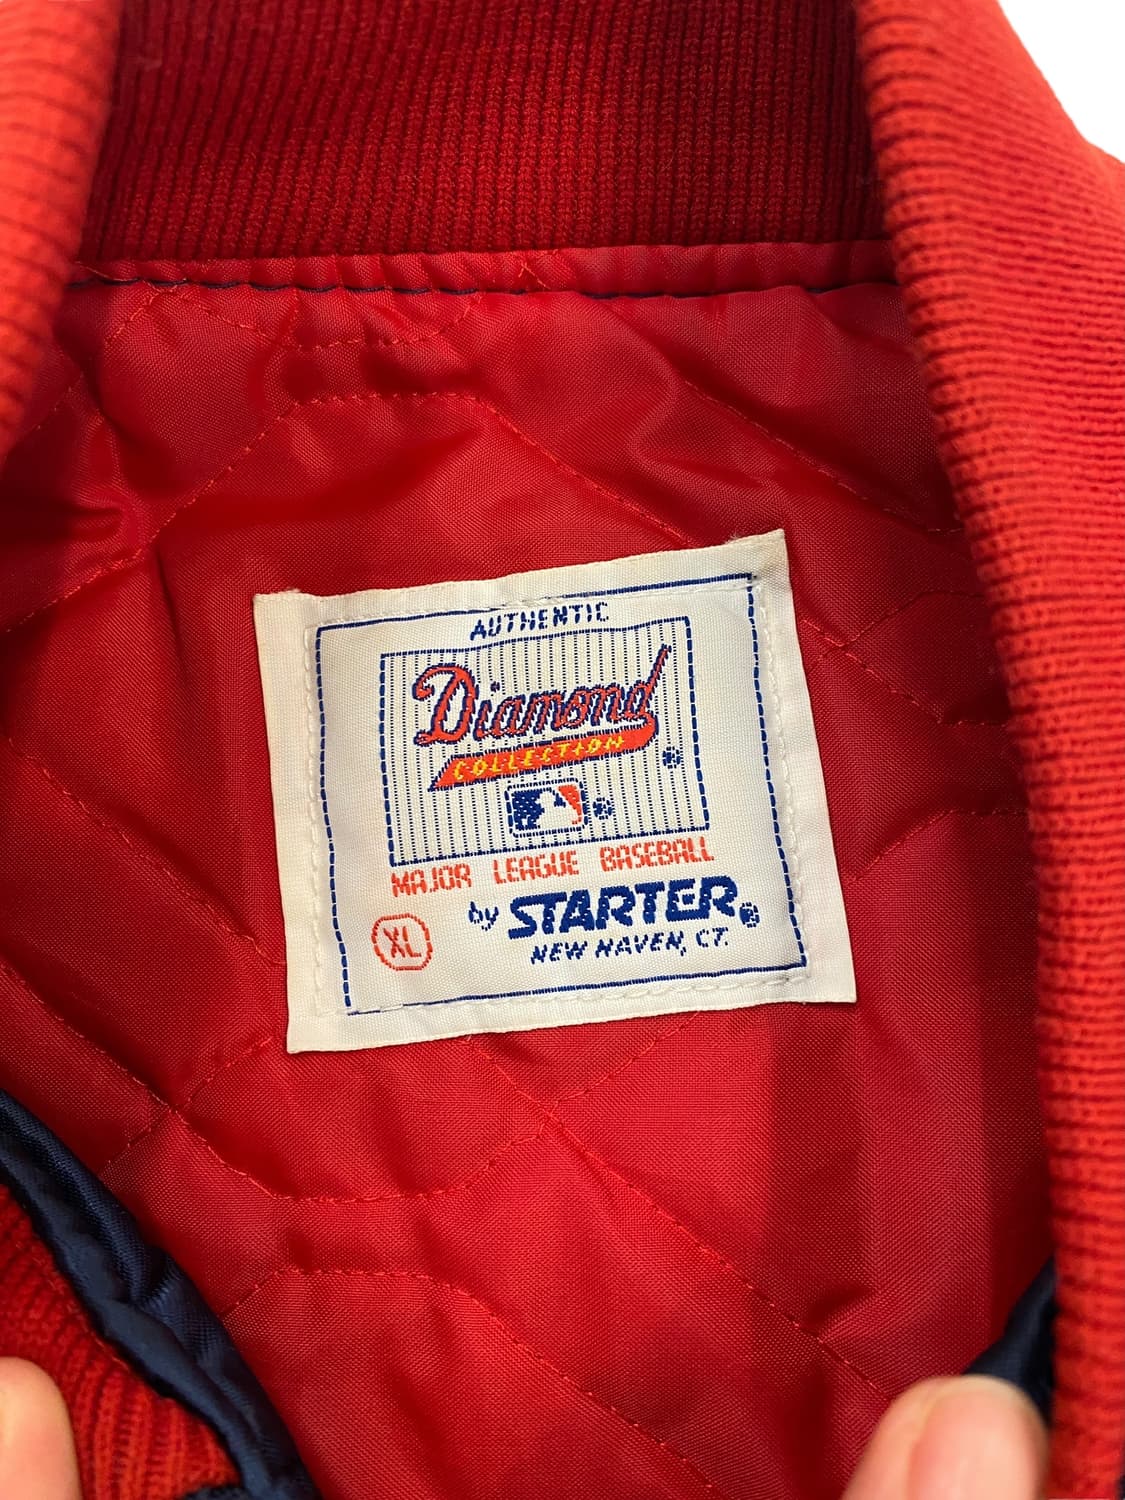 AUTHENTIC
Diamond
COLLECTION
MAJOR LEAGUE BASEBALL
by STARTER
XL
NEW HAVEN, CT.